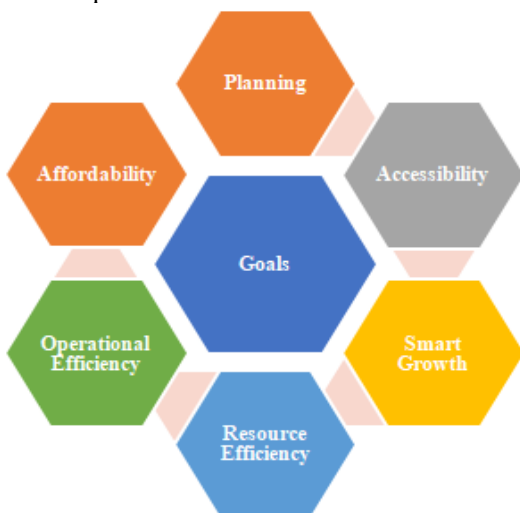 Planning
Affordability
Accessibility
Goals
Operational
Efficiency
Smart
Growth
Resource
Efficiency